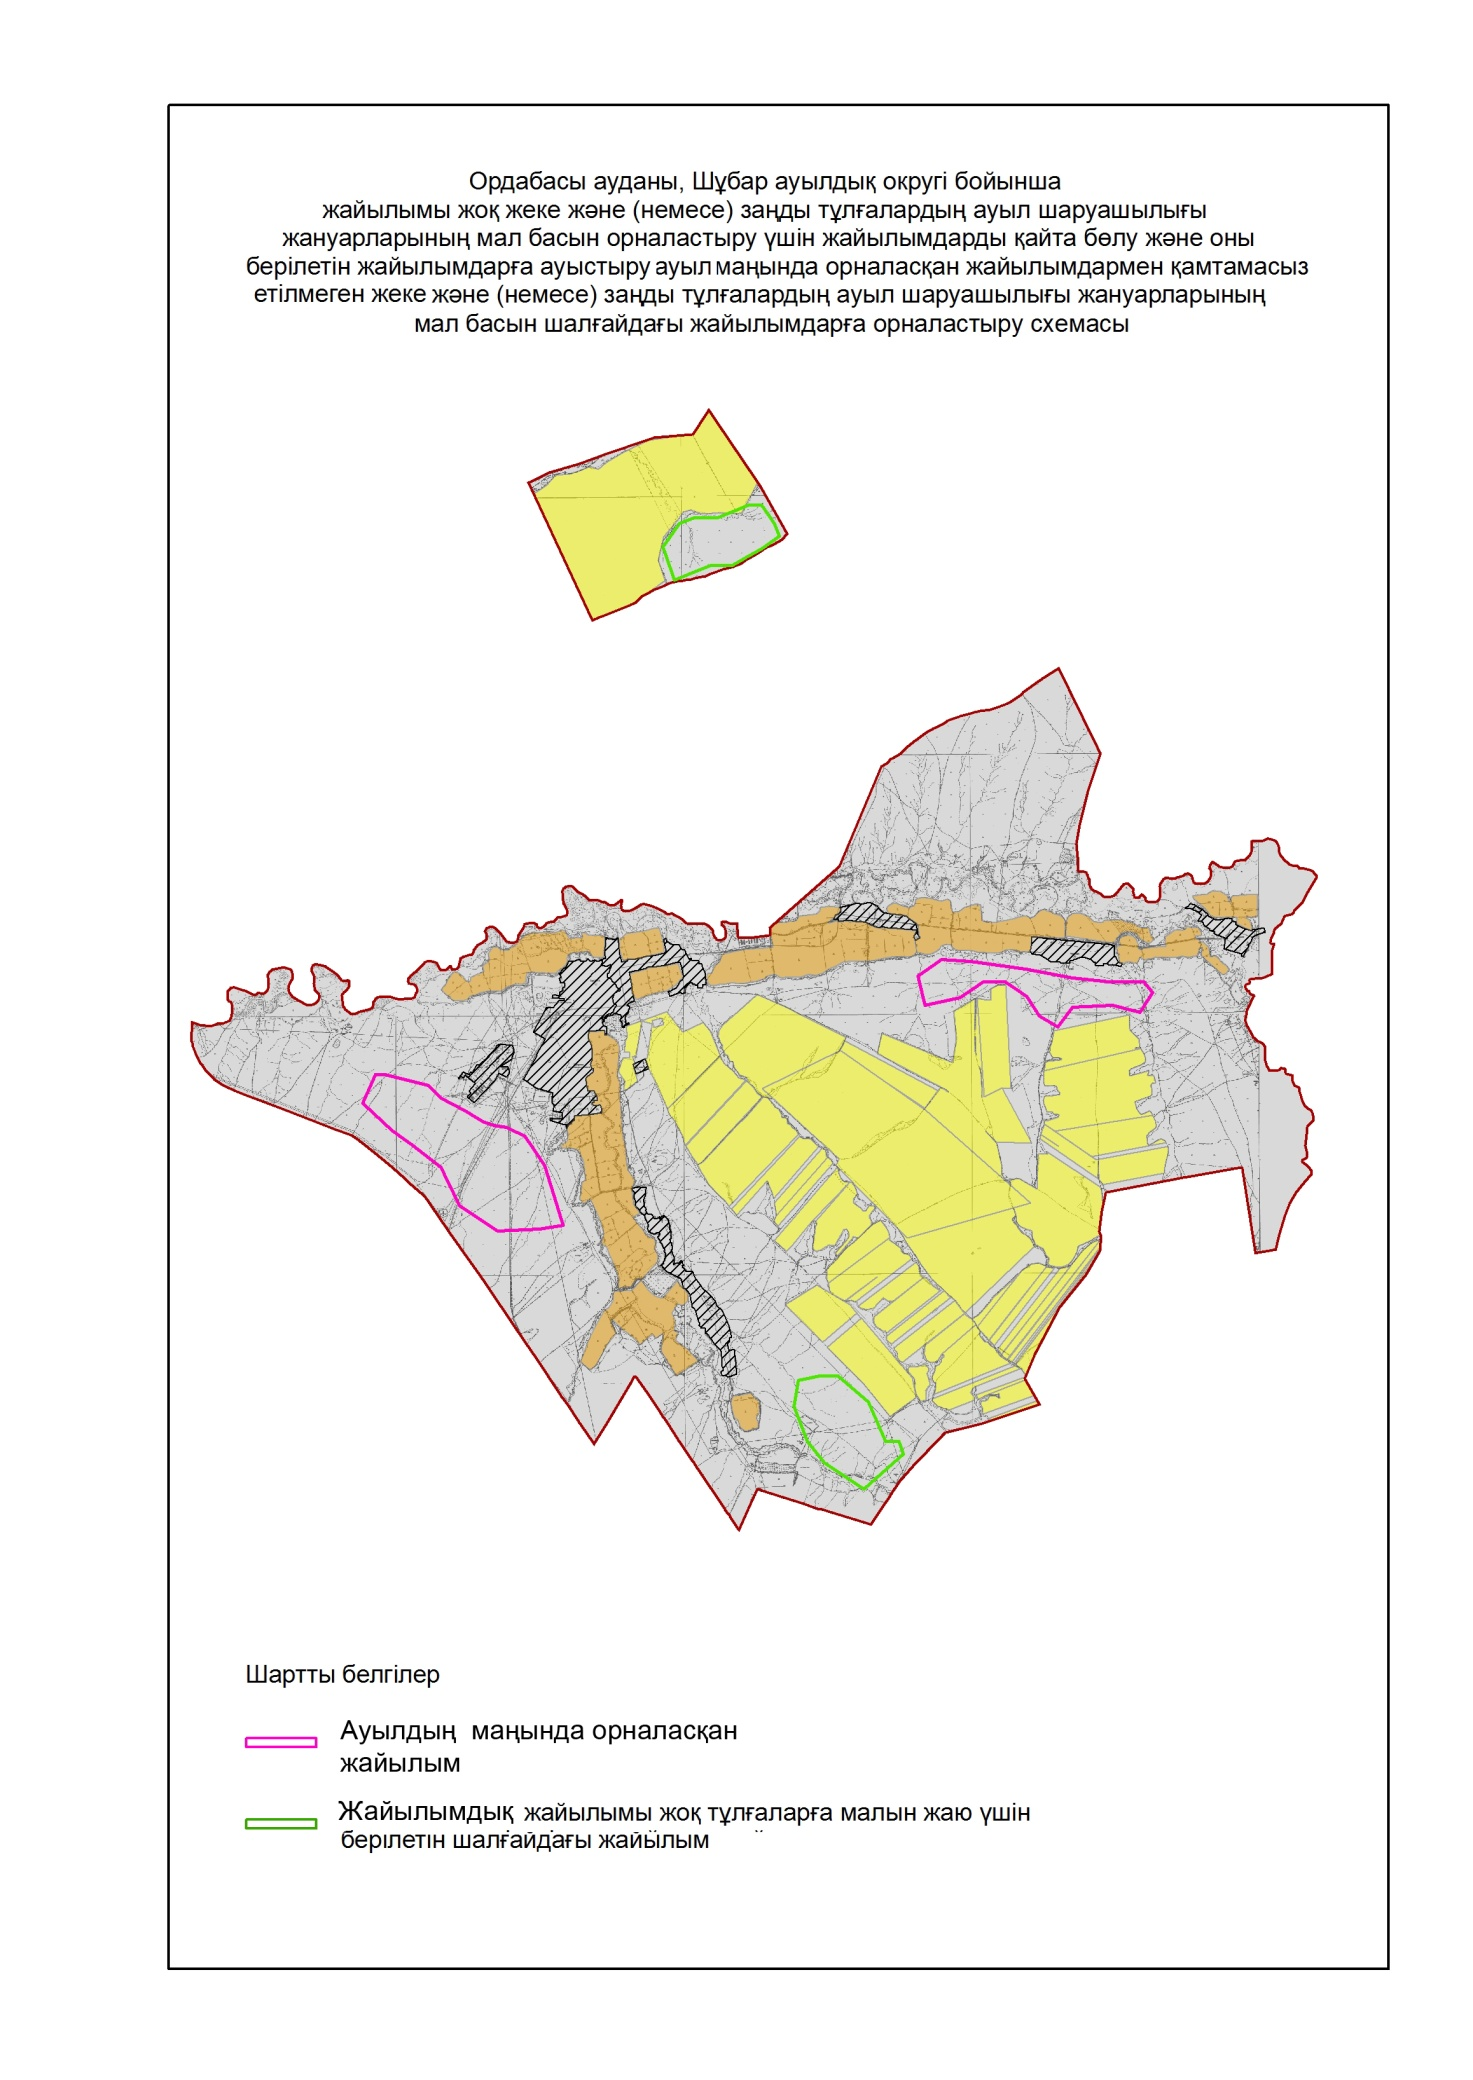 Ордабасы ауданы, Шұбар ауылдық округі бойынша
жайылымы жоқ жеке және (немесе) заңды тұлғалардың ауыл шаруашылығы
жануарларының мал басын орналастыру үшін жайылымдарды қайта бөлу және оны
берілетін жайылымдарға ауыстыру ауыл маңында орналасқан жайылымдармен қамтамасыз
етілмеген жеке және (немесе) заңды тұлғалардың ауыл шаруашылығы жануарларының
мал басын шалғайдағы жайылымдарға орналастыру схемасы
Шартты белгілер
Ауылдың маңында орналасқан
жайылым
Жайылымдық жайылымы жоқ тұлғаларға малын жаю үшін
берілетін шалғайдағы жайылым